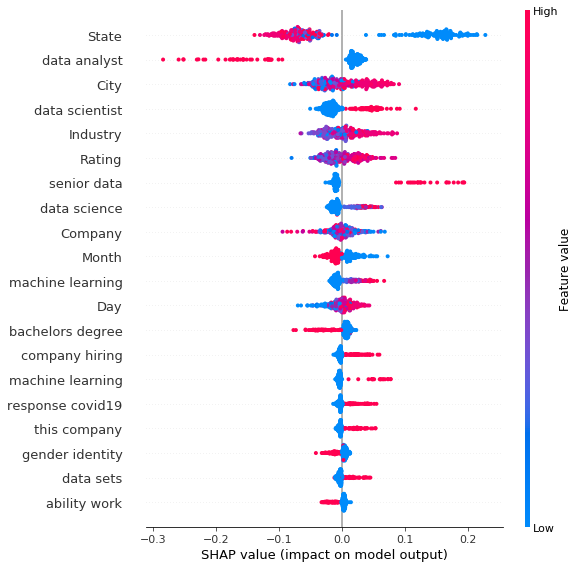 High
State
data analyst
City
data scientist
Industry
Rating
senior data
data science
Company
Month
machine learning
Day
bachelors degree
company hiring
machine learning
response covid19
this company
gender identity
data sets
ability work
Feature value
Low
−0.3 −0.2 −0.1 0.0 0.1 0.2
SHAP value (impact on model output)